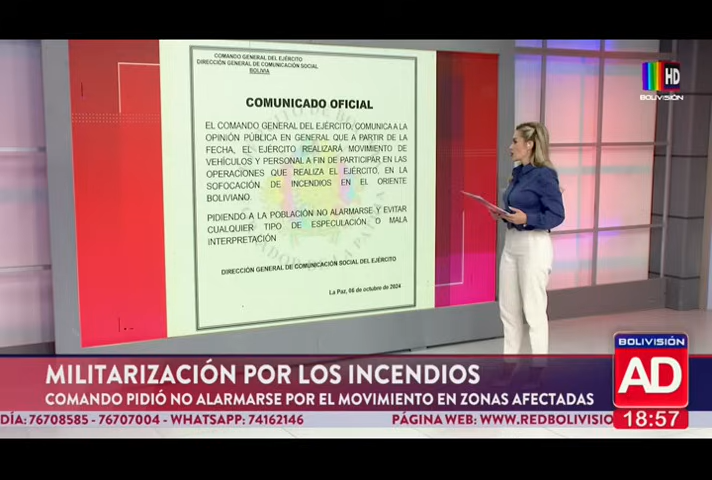 COMANDO GENERAL DEL EJÉRCITO
DIRECCIÓN GENERAL DE COMUNICACIÓN SOCIAL
BOLIVIA
COMUNICADO OFICIAL
EL COMANDO GENERAL DEL EJÉRCITO, COMUNICA A LA
OPINIÓN PÚBLICA EN GENERAL QUE A PARTIR DE LA
FECHA, EL EJÉRCITO REALIZARÁ MOVIMIENTO DE
VEHÍCULOS Y PERSONAL A FIN DE PARTICIPAR EN LAS
OPERACIONES QUE REALIZA EL EJÉRCITO, EN LA
SOFOCACIÓN DE INCENDIOS EN EL ORIENTE
BOLIVIANO.
PIDIENDO A LA POBLACIÓN NO ALARMARSE Y EVITAR
CUALQUIER TIPO DE ESPECULACIÓN O MALA
INTERPRETACIÓN
DIRECCIÓN GENERAL DE COMUNICACIÓN SOCIAL DEL EJÉRCITO
La Paz, 06 de octubre de 2024
HD
BOLIVISIÓN
MILITARIZACIÓN POR LOS INCENDIOS
COMANDO PIDIÓ NO ALARMARSE POR EL MOVIMIENTO EN ZONAS AFECTADAS
BOLIVISIÓN
AD
18:57
DÍA: 76708585 - 76707004 - WHATSAPP: 74162146 PÁGINA WEB: WWW.REDBOLIVISIO